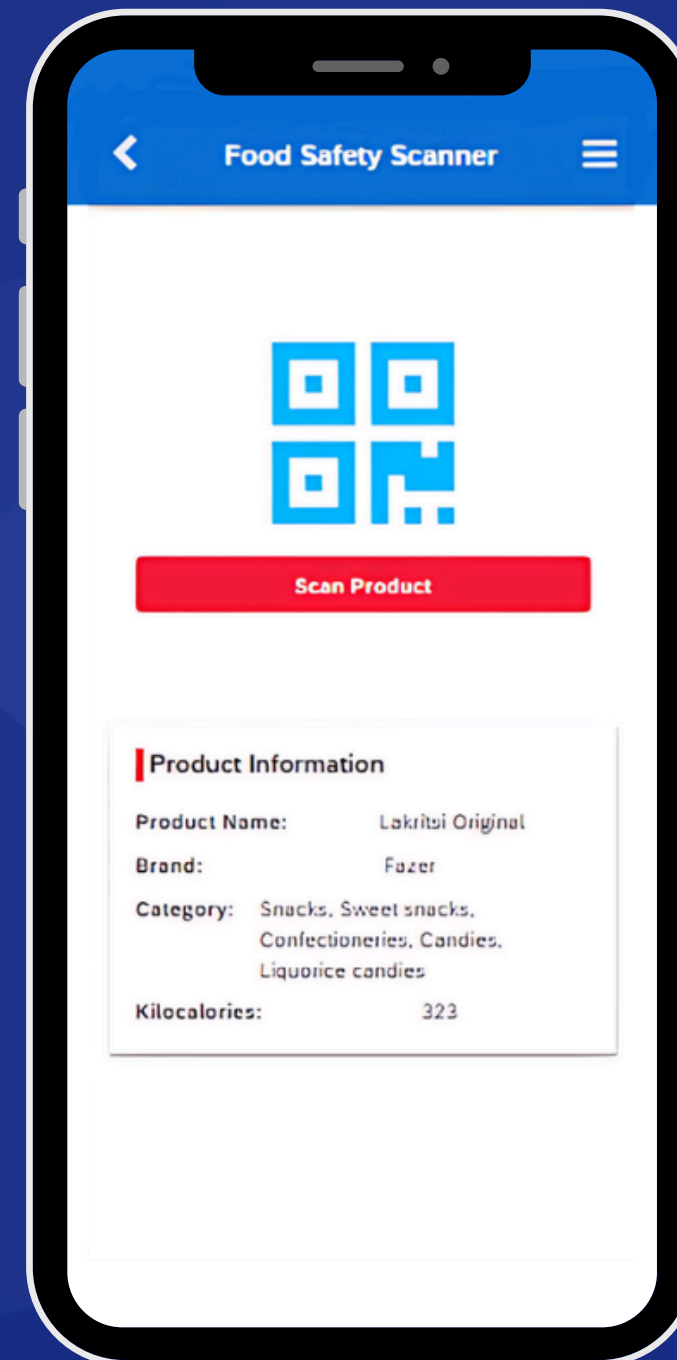 Food Safety Scanner
Scan Product
Product Information
Product Name: Lakritsi Original
Brand: Fazer
Category: Snacks, Sweet snacks,
Confectioneries, Candies,
Liquorice candies
Kilocalories: 323